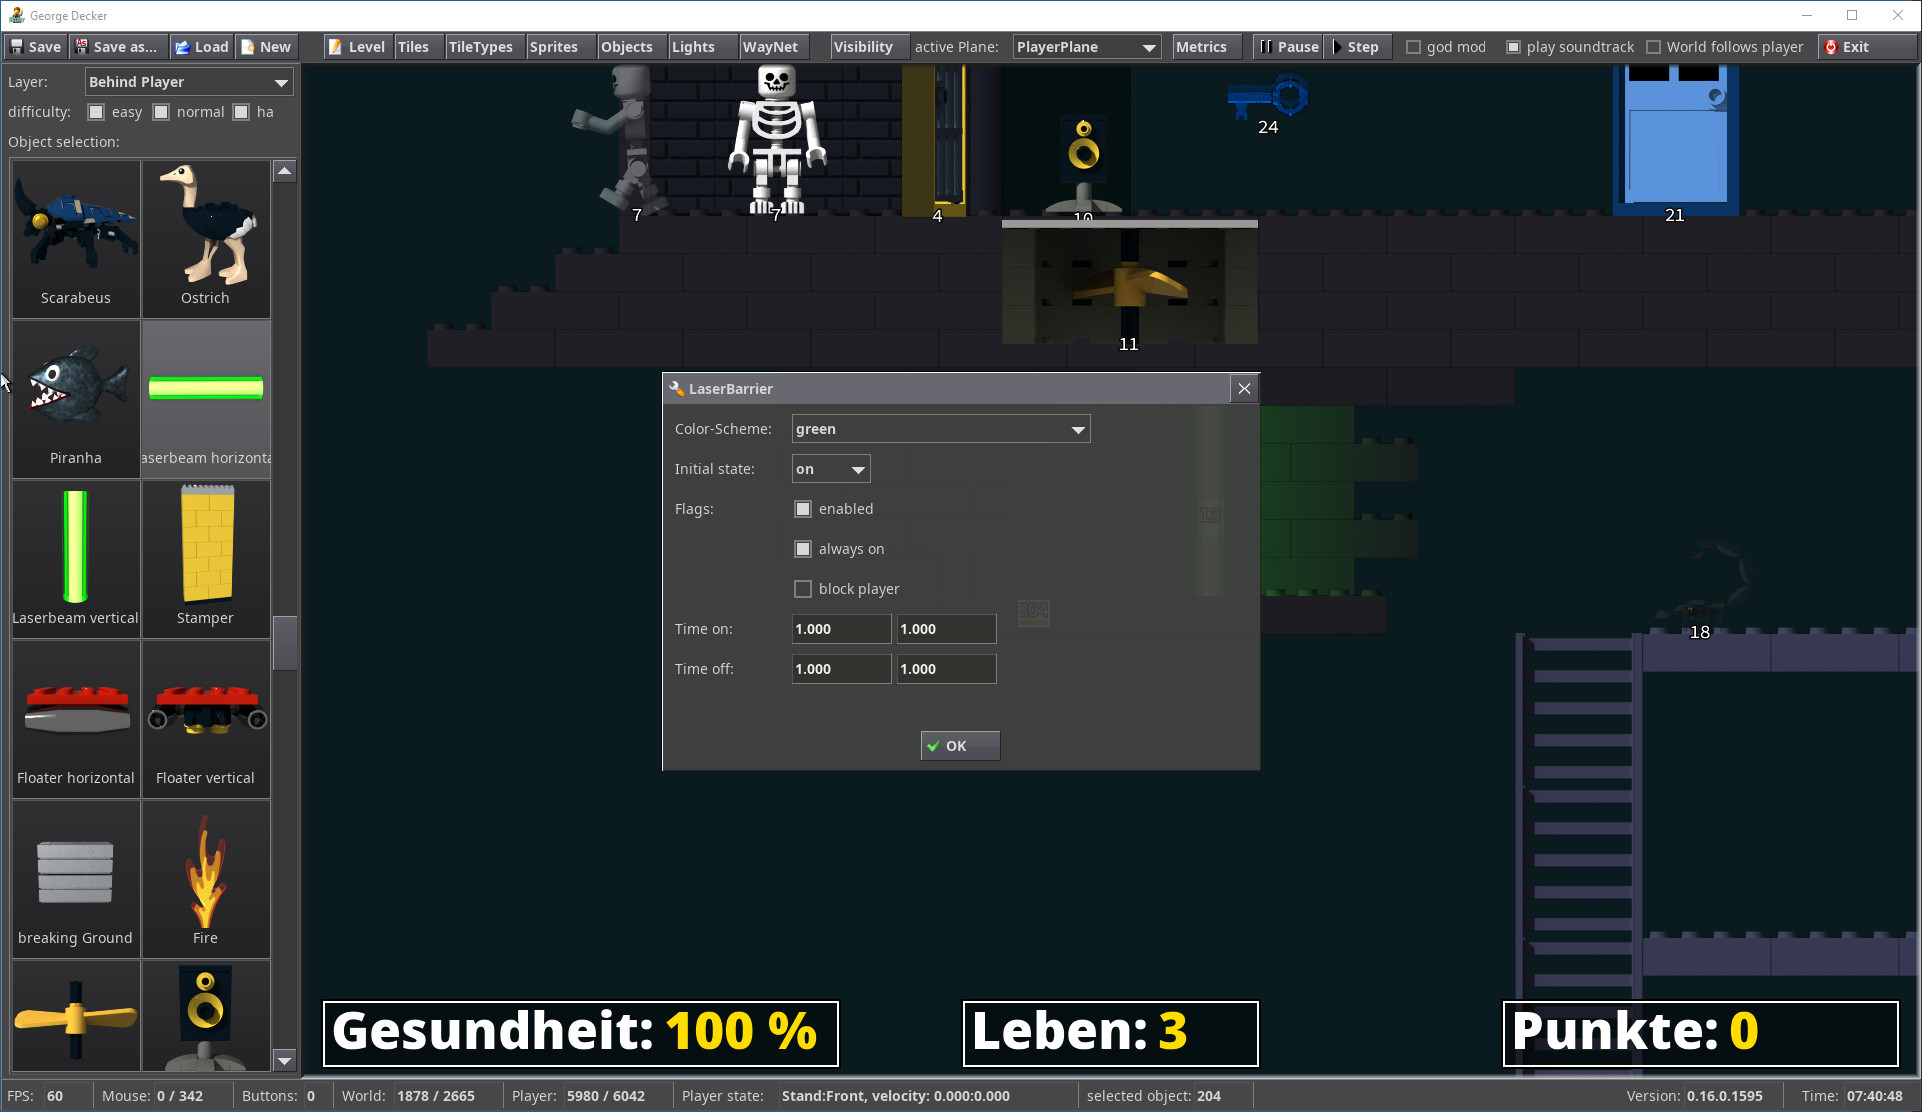 George Decker
Save Save as... Load New Level Tiles TileTypes Sprites Objects Lights WayNet Visibility active Plane: PlayerPlane Metrics Pause Step god mod play soundtrack World follows player Exit
Layer: Behind Player
difficulty: easy normal ha
Object selection:
Scarabeus Ostrich
Piranha aserbeam horizonta
Laserbeam vertical Stamper
Floater horizontal Floater vertical
breaking Ground Fire
24
7 7 4 10 21
11
LaserBarrier
Color-Scheme: green
Initial state: on
Flags: enabled
13
always on
block player
204
Time on: 1.000 1.000
18
Time off: 1.000 1.000
OK
Gesundheit: 100 % Leben: 3 Punkte: 0
FPS: 60 Mouse: 0 / 342 Buttons: 0 World: 1878 / 2665 Player: 5980 / 6042 Player state: Stand:Front, velocity: 0.000:0.000 selected object: 204 Version: 0.16.0.1595 Time: 07:40:48